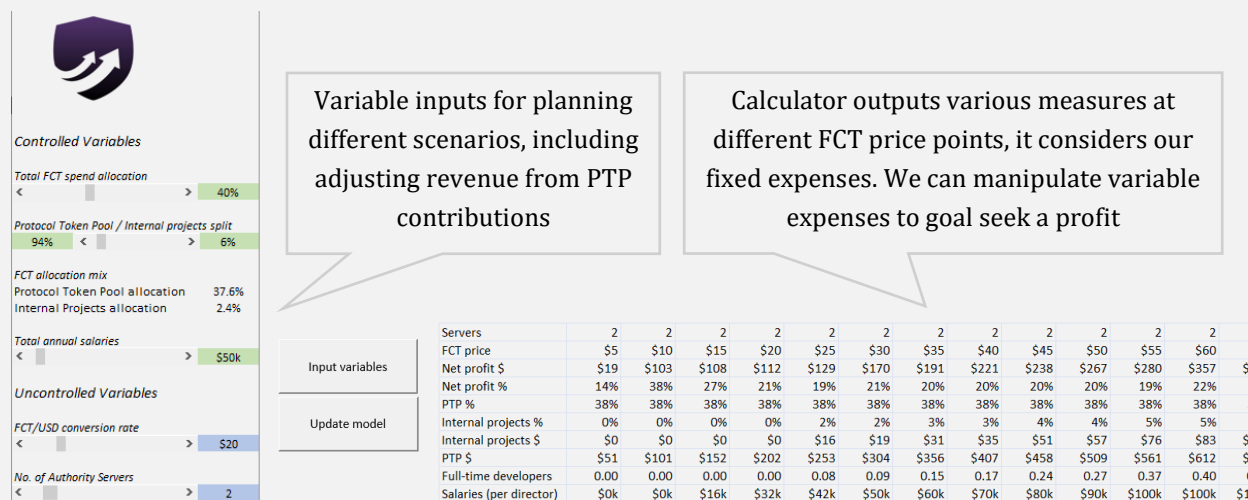 Variable inputs for planning
different scenarios, including
adjusting revenue from PTP
contributions
Calculator outputs various measures at
different FCT price points, it considers our
fixed expenses. We can manipulate variable
expenses to goal seek a profit
Controlled Variables
Total FCT spend allocation
< > 40%
Protocol Token Pool / Internal projects split
94% < > 6%
FCT allocation mix
Protocol Token Pool allocation 37.6%
Internal Projects allocation 2.4%
Total annual salaries
< > $50k
Uncontrolled Variables
FCT/USD conversion rate
< > $20
No. of Authority Servers
< > 2
Input variables
Update model
Servers 2 2 2 2 2 2 2 2 2 2 2 2
FCT price $5 $10 $15 $20 $25 $30 $35 $40 $45 $50 $55 $60
Net profit $ $19 $103 $108 $112 $129 $170 $191 $221 $238 $267 $280 $357 $
Net profit % 14% 38% 27% 21% 19% 21% 20% 20% 20% 20% 19% 22%
PTP % 38% 38% 38% 38% 38% 38% 38% 38% 38% 38% 38% 38%
Internal projects % 0% 0% 0% 0% 2% 2% 3% 3% 4% 4% 5% 5%
Internal projects $ $0 $0 $0 $0 $16 $19 $31 $35 $51 $57 $76 $83 $
PTP $ $51 $101 $152 $202 $253 $304 $356 $407 $458 $509 $561 $612 $
Full-time developers 0.00 0.00 0.00 0.00 0.08 0.09 0.15 0.17 0.24 0.27 0.37 0.40
Salaries (per director) $0k $0k $16k $32k $42k $50k $60k $70k $80k $90k $100k $100k $1